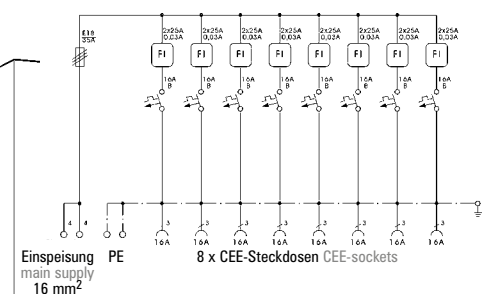 E18
35A
2x25A 2x25A 2x25A 2x25A 2x25A 2x25A 2x25A 2x25A
0,03A 0,03A 0,03A 0,03A 0,03A 0,03A 0,03A 0,03A
FI FI FI FI FI FI FI FI
16A 16A 16A 16A 16A 16A 16A 16A
B B B B B B B B
4 4 3 3 3 3 3 3 3 3
16A 16A 16A 16A 16A 16A 16A 16A
Einspeisung PE 8 x CEE-Steckdosen CEE-sockets
main supply
16 mm²